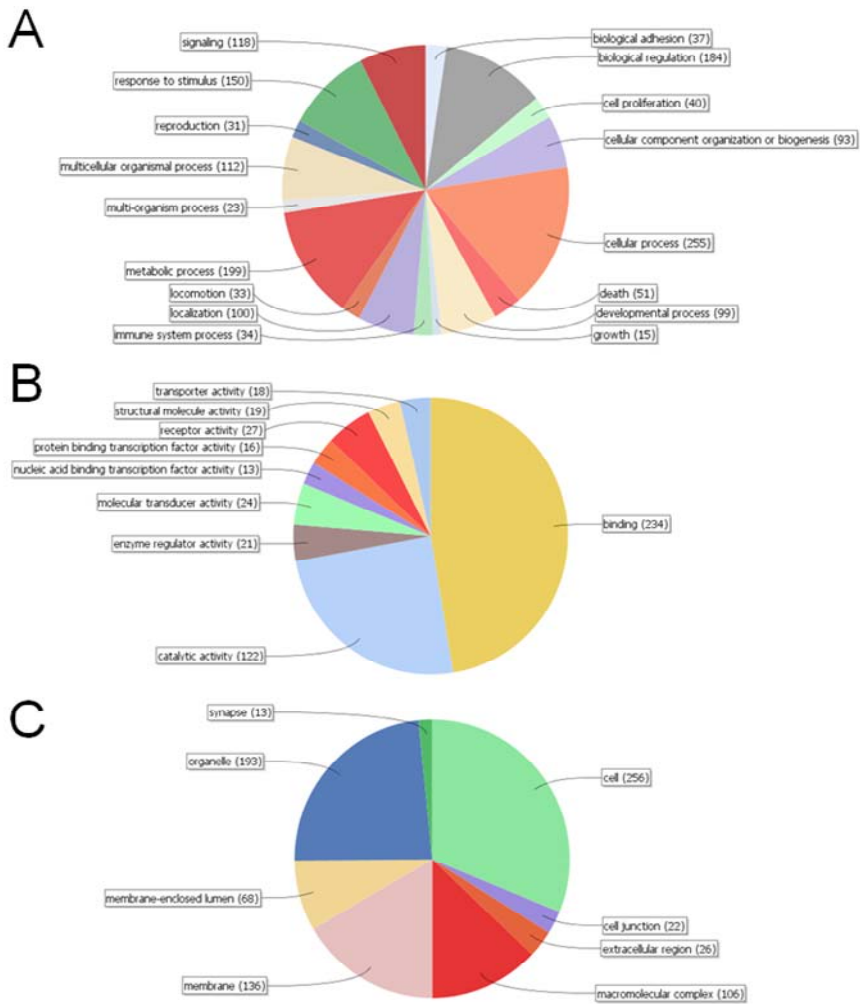 A
signaling (118)
biological adhesion (37)
biological regulation (184)
response to stimulus (150)
cell proliferation (40)
reproduction (31)
cellular component organization or biogenesis (93)
multicellular organismal process (112)
multi-organism process (23)
cellular process (255)
metabolic process (199)
locomotion (33)
death (51)
localization (100)
developmental process (99)
immune system process (34)
growth (15)
B
transporter activity (18)
structural molecule activity (19)
receptor activity (27)
protein binding transcription factor activity (16)
nucleic acid binding transcription factor activity (13)
molecular transducer activity (24)
binding (234)
enzyme regulator activity (21)
catalytic activity (122)
C
synapse (13)
organelle (193)
cell (256)
membrane-enclosed lumen (68)
cell junction (22)
extracellular region (26)
membrane (136)
macromolecular complex (106)